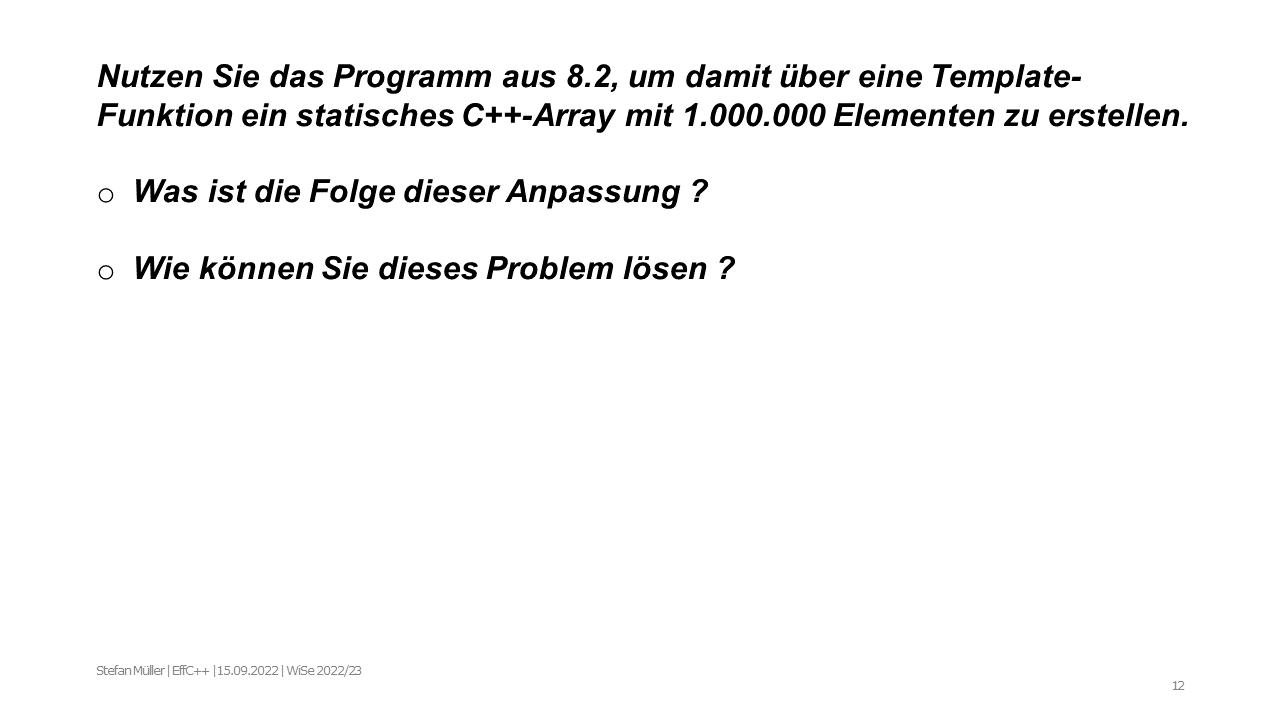 Nutzen Sie das Programm aus 8.2, um damit über eine Template-
Funktion ein statisches C++-Array mit 1.000.000 Elementen zu erstellen.
o Was ist die Folge dieser Anpassung ?
o Wie können Sie dieses Problem lösen ?
Stefan Müller | EffC++ |15.09.2022 | WiSe 2022/23
12